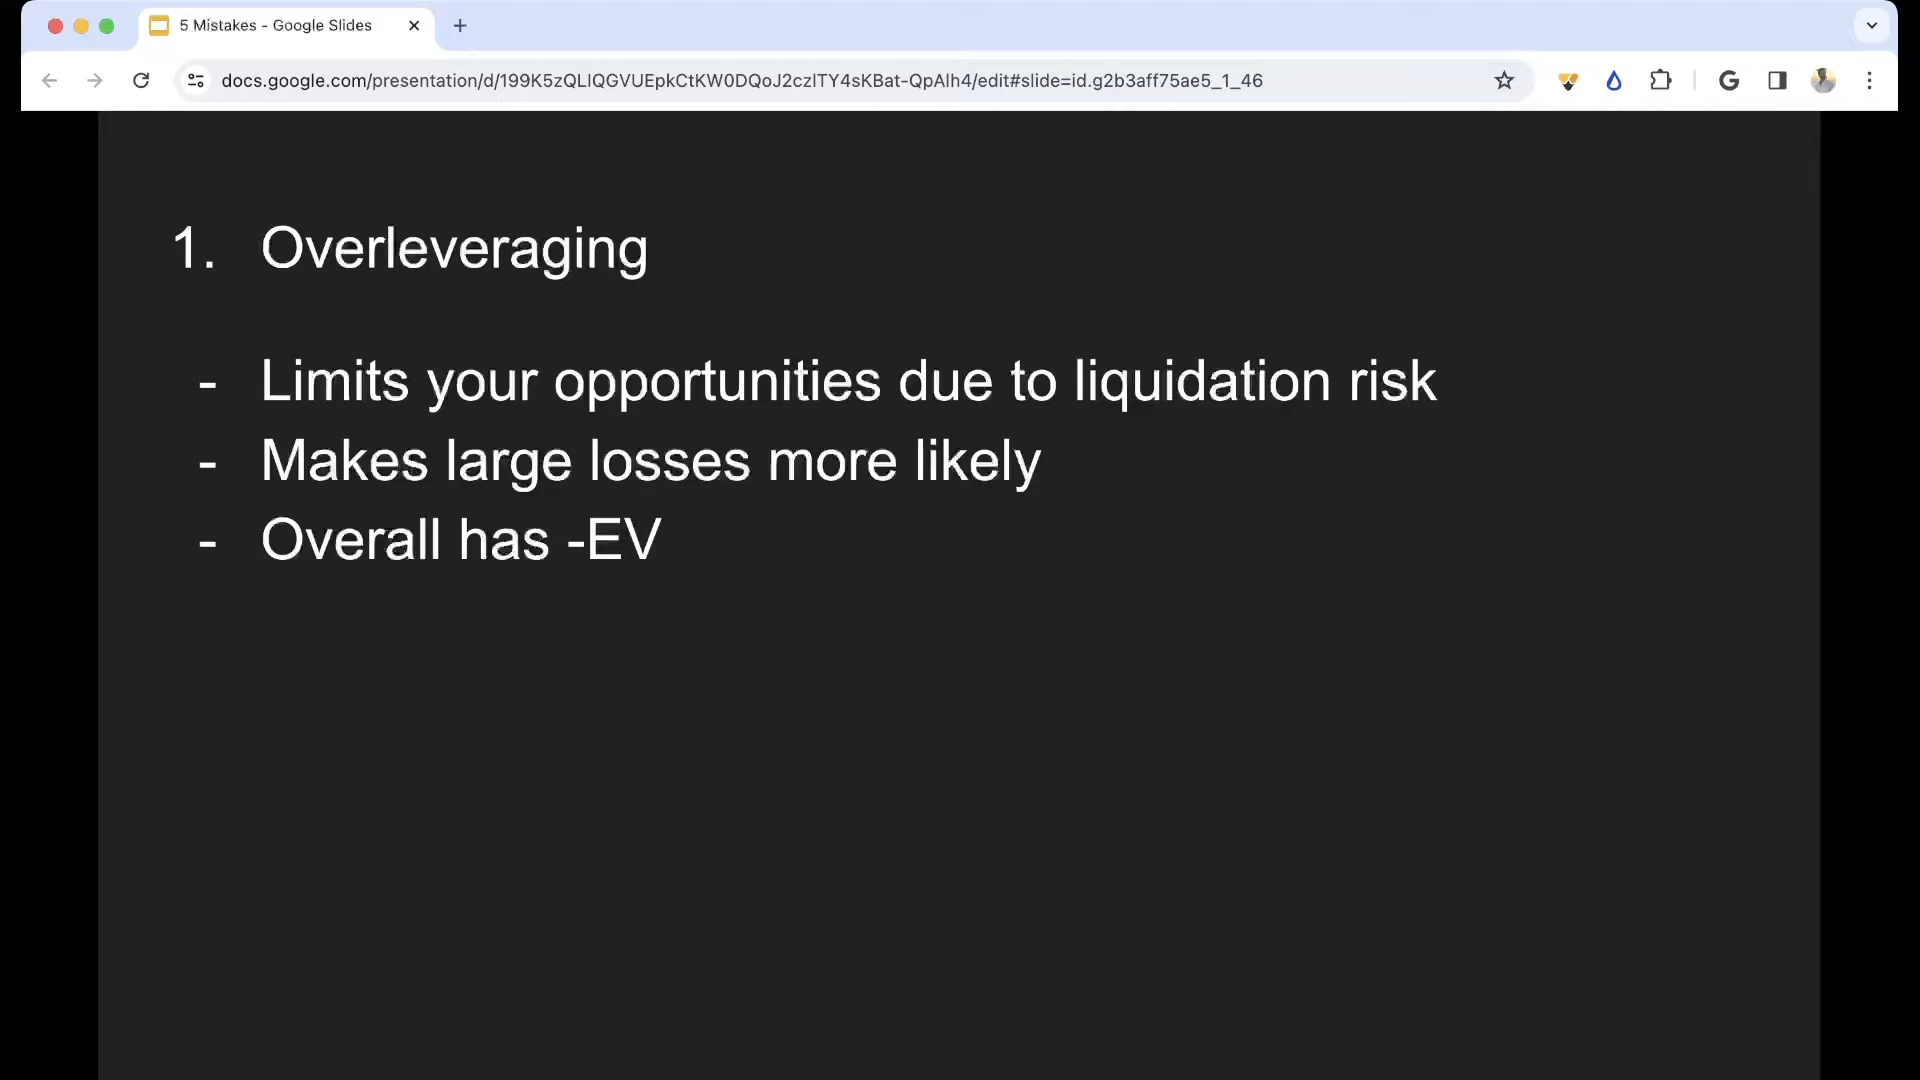 5 Mistakes - Google Slides
docs.google.com/presentation/d/199K5zQLIQGVUEpkCtKW0DQoJ2czlTY4sKBat-QpAlh4/edit#slide=id.g2b3aff75ae5_1_46
1. Overleveraging
- Limits your opportunities due to liquidation risk
- Makes large losses more likely
- Overall has -EV